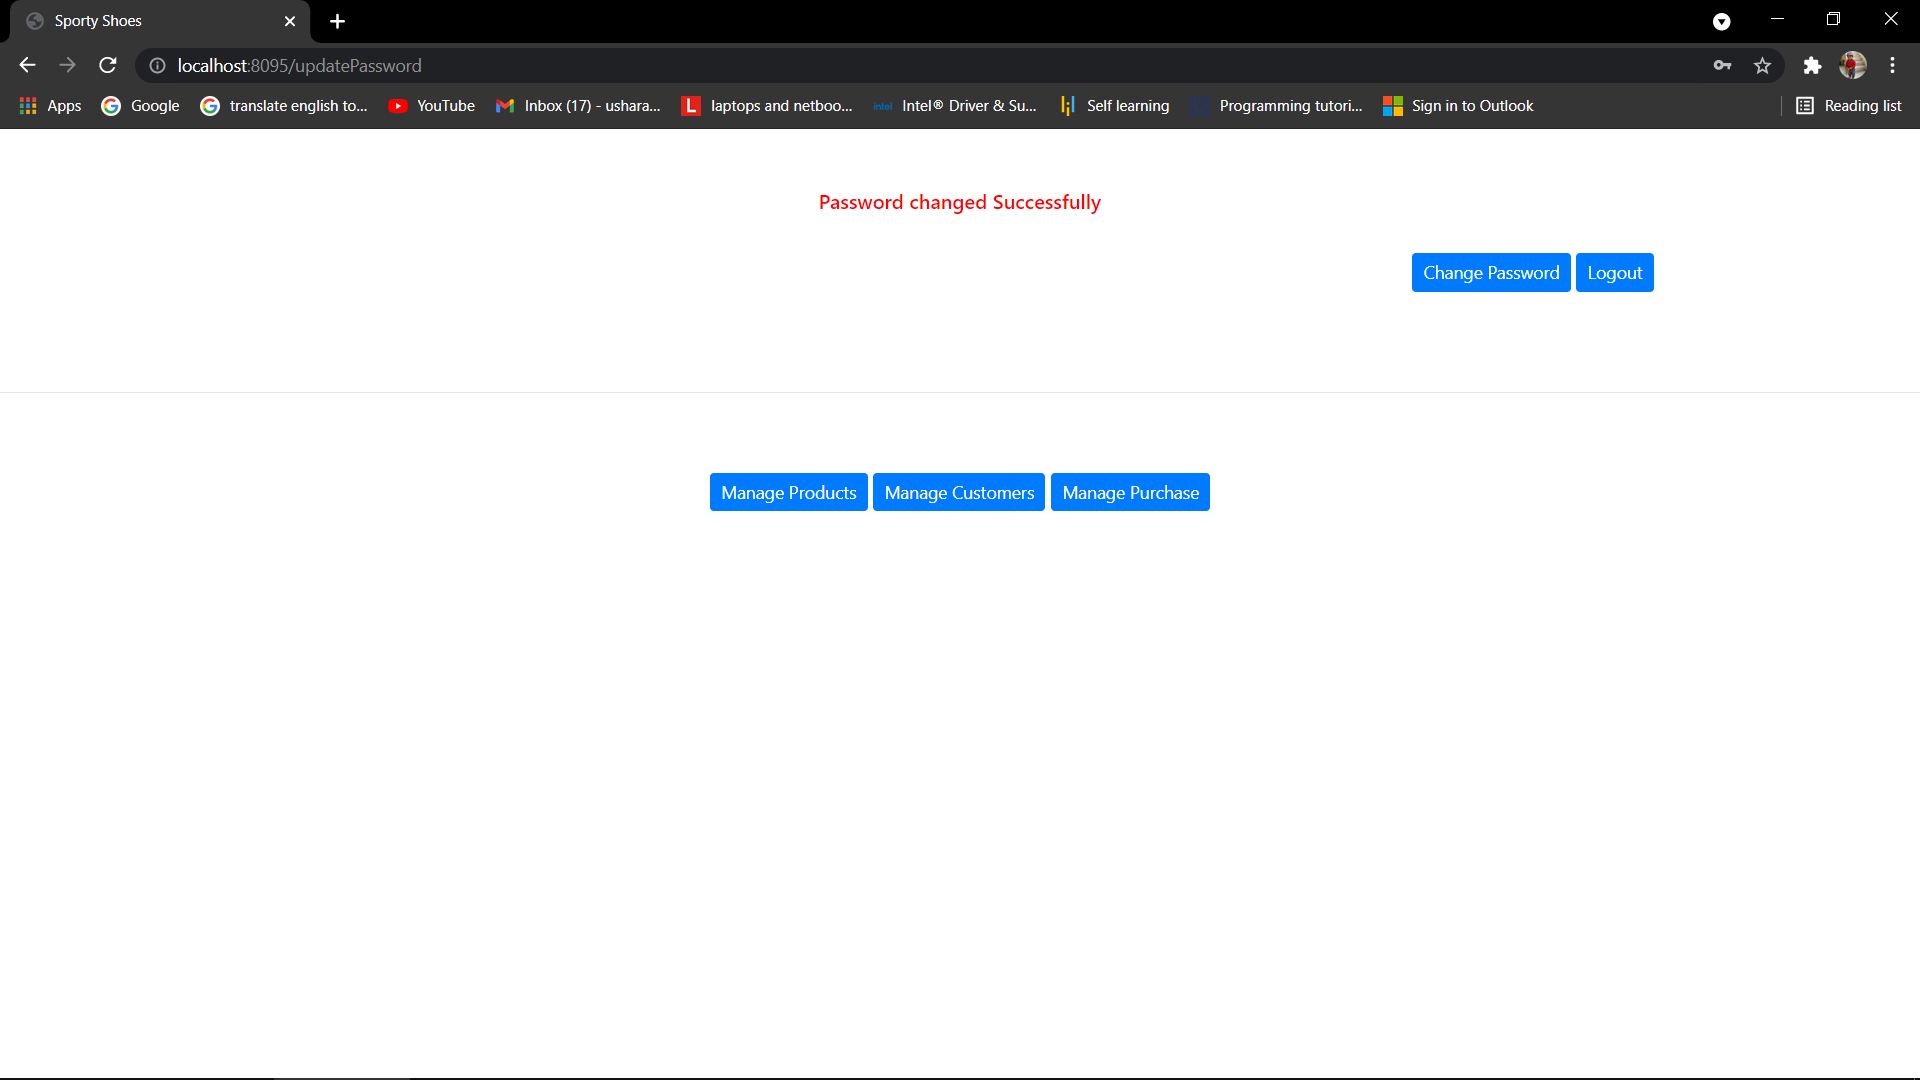 Sporty Shoes
localhost:8095/updatePassword
Apps Google translate english to... YouTube Inbox (17) - ushara... L laptops and netboo... intel Intel® Driver & Su... Self learning Programming tutori... Sign in to Outlook Reading list
Password changed Successfully
Change Password Logout
Manage Products Manage Customers Manage Purchase